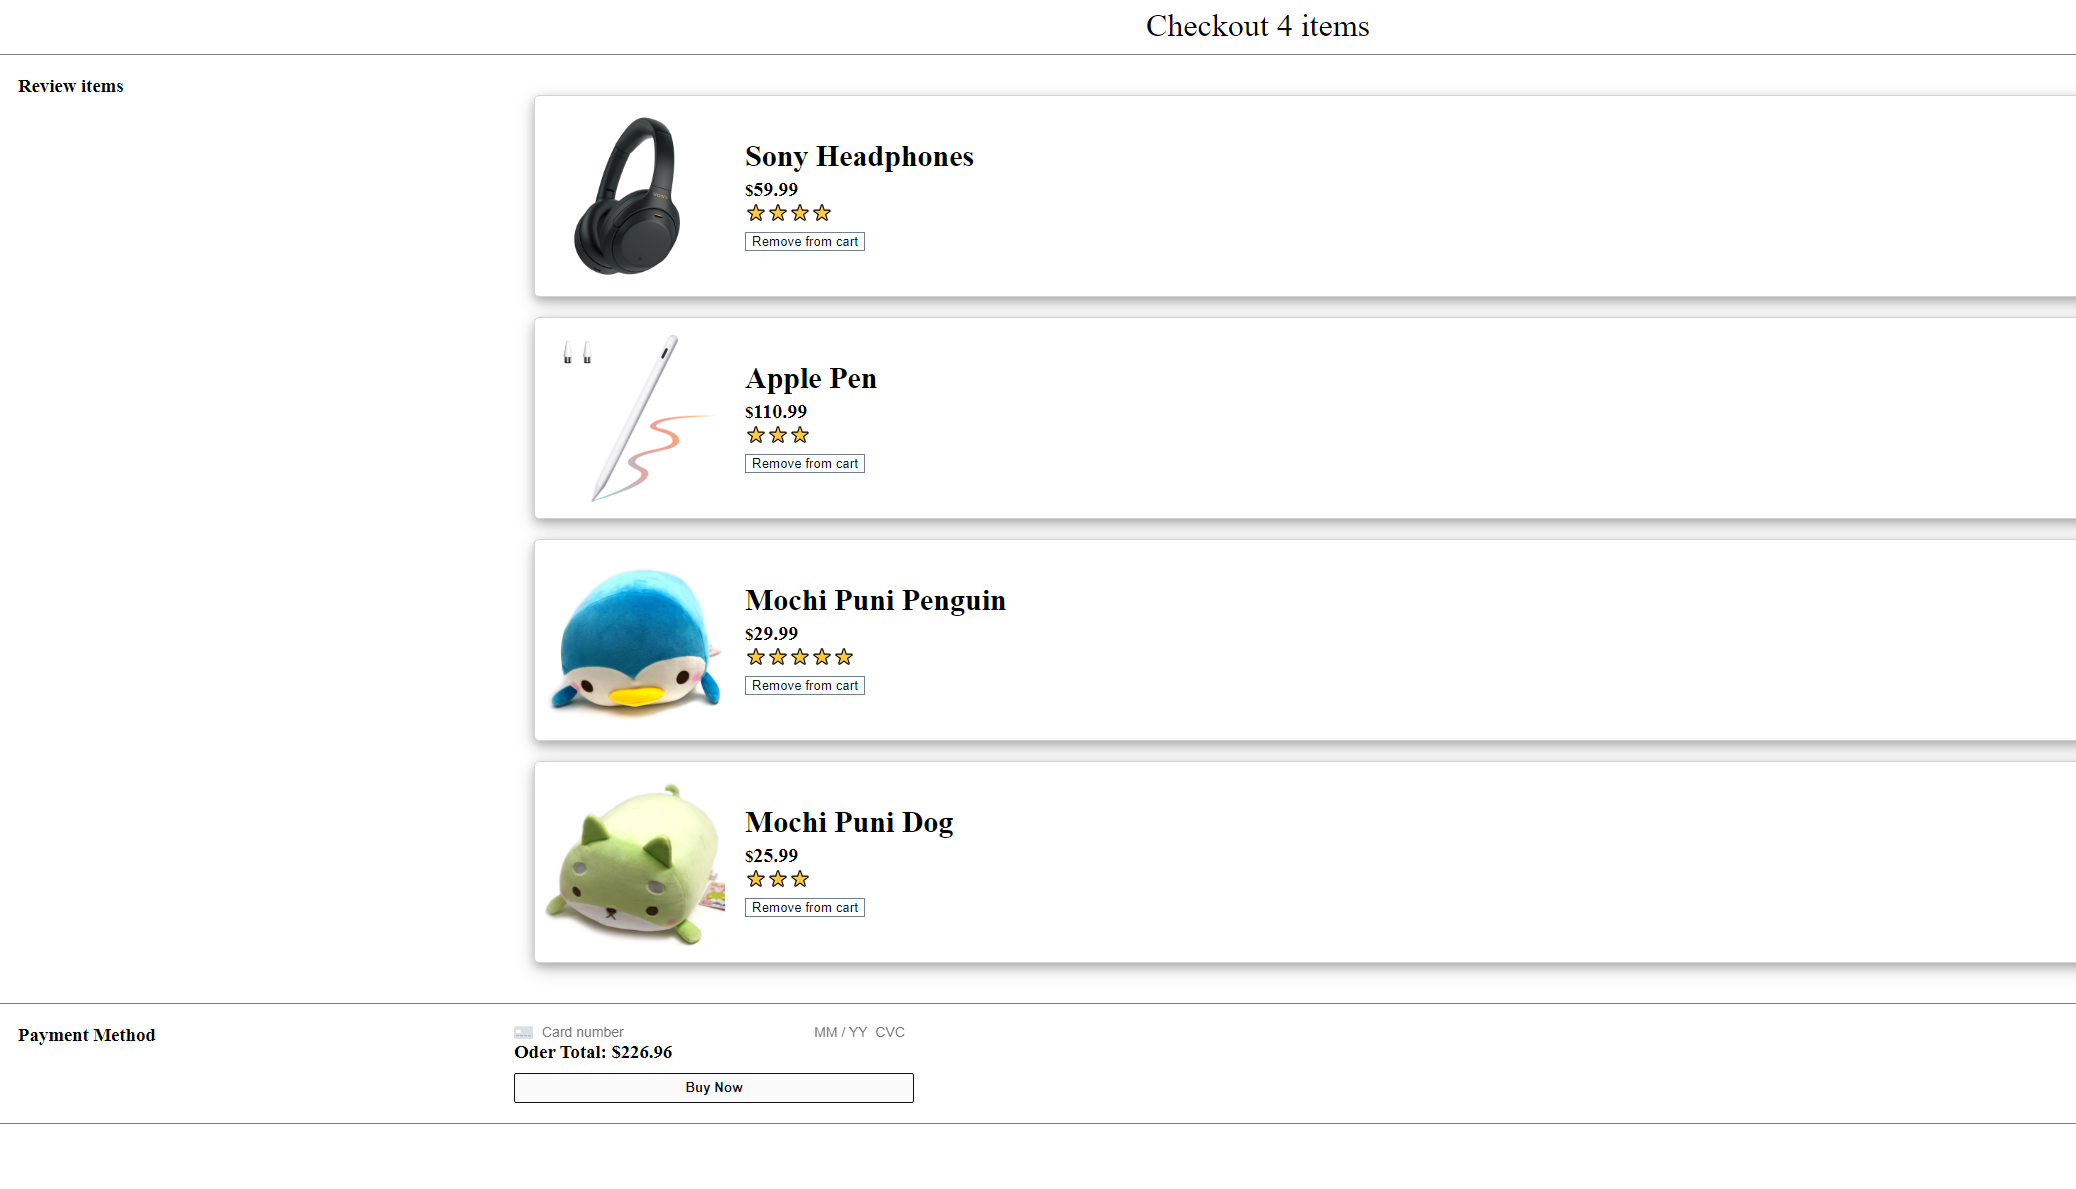 Checkout 4 items
Review items
Sony Headphones
$59.99
Remove from cart
Apple Pen
$110.99
Remove from cart
Mochi Puni Penguin
$29.99
Remove from cart
Mochi Puni Dog
$25.99
Remove from cart
Payment Method
Card number MM / YY CVC
Oder Total: $226.96
Buy Now